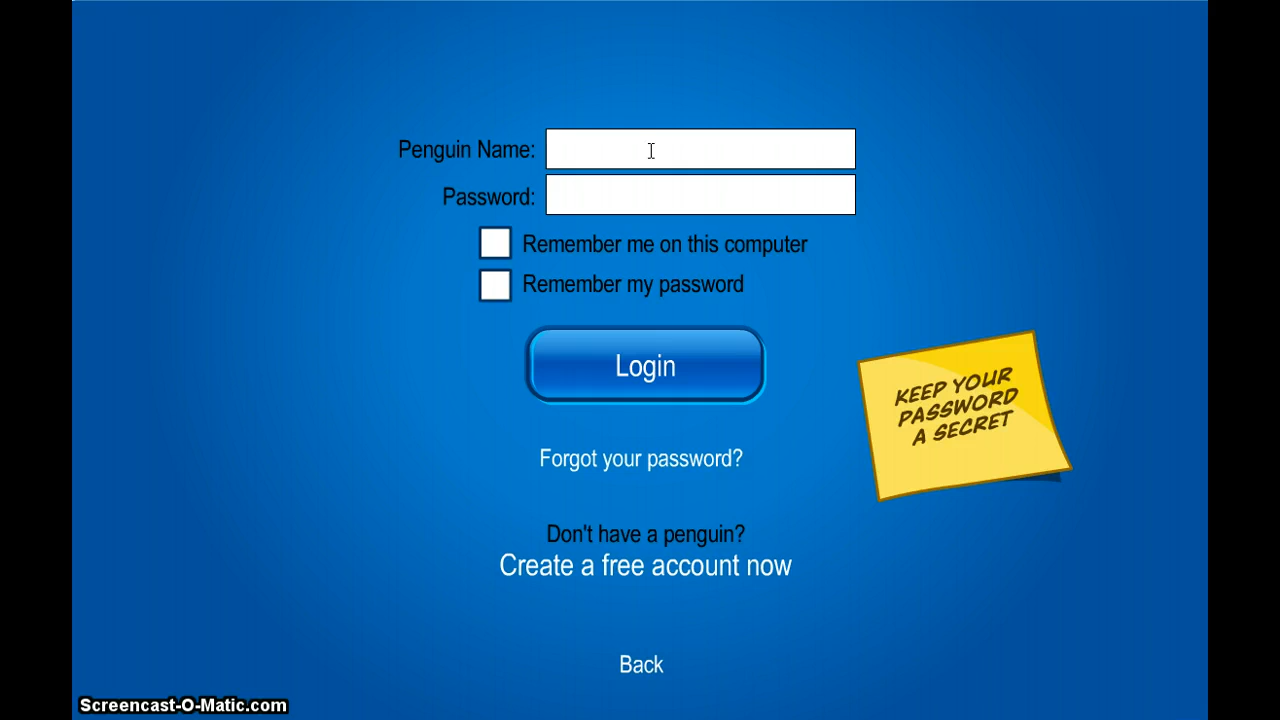 Penguin Name:
Password:
Remember me on this computer
Remember my password
Login
KEEP YOUR
PASSWORD
A SECRET
Forgot your password?
Don't have a penguin?
Create a free account now
Back
Screencast-O-Matic.com